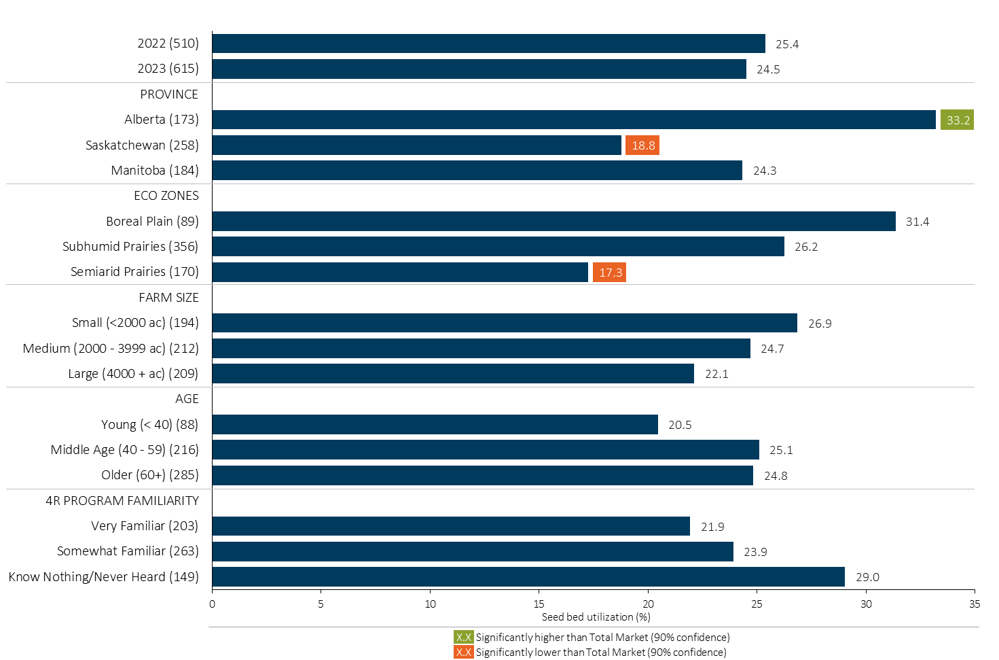 2022 (510) 25.4
2023 (615) 24.5
PROVINCE
Alberta (173) 33.2
Saskatchewan (258) 18.8
Manitoba (184) 24.3
ECO ZONES
Boreal Plain (89) 31.4
Subhumid Prairies (356) 26.2
Semiarid Prairies (170) 17.3
FARM SIZE
Small (<2000 ac) (194) 26.9
Medium (2000 - 3999 ac) (212) 24.7
Large (4000 + ac) (209) 22.1
AGE
Young (< 40) (88) 20.5
Middle Age (40 - 59) (216) 25.1
Older (60+) (285) 24.8
4R PROGRAM FAMILIARITY
Very Familiar (203) 21.9
Somewhat Familiar (263) 23.9
Know Nothing/Never Heard (149) 29.0
0 5 10 15 20 25 30 35
Seed bed utilization (%)
X.X Significantly higher than Total Market (90% confidence)
X.X Significantly lower than Total Market (90% confidence)